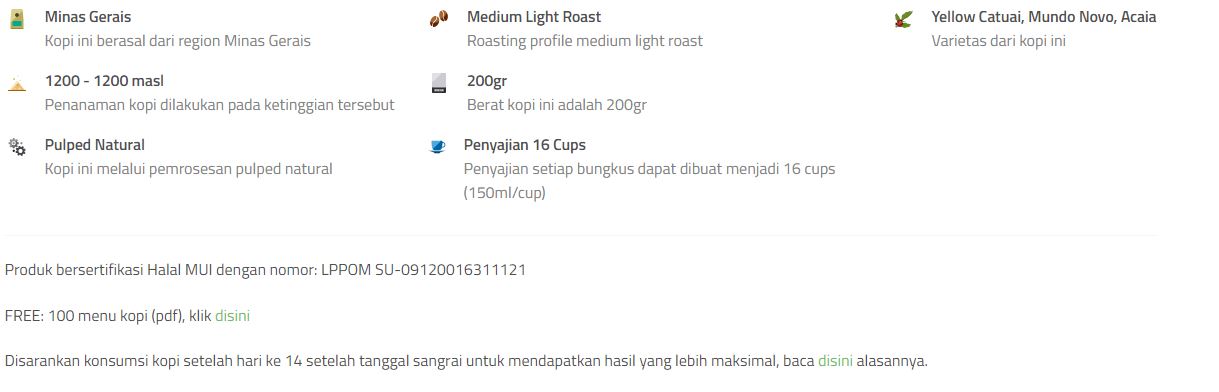 Minas Gerais
Kopi ini berasal dari region Minas Gerais
Medium Light Roast
Roasting profile medium light roast
Yellow Catuai, Mundo Novo, Acaia
Varietas dari kopi ini
1200 - 1200 masl
Penanaman kopi dilakukan pada ketinggian tersebut
200gr
Berat kopi ini adalah 200gr
Pulped Natural
Kopi ini melalui pemrosesan pulped natural
Penyajian 16 Cups
Penyajian setiap bungkus dapat dibuat menjadi 16 cups
(150ml/cup)
Produk bersertifikasi Halal MUI dengan nomor: LPPOM SU-09120016311121
FREE: 100 menu kopi (pdf), klik disini
Disarankan konsumsi kopi setelah hari ke 14 setelah tanggal sangrai untuk mendapatkan hasil yang lebih maksimal, baca disini alasannya.